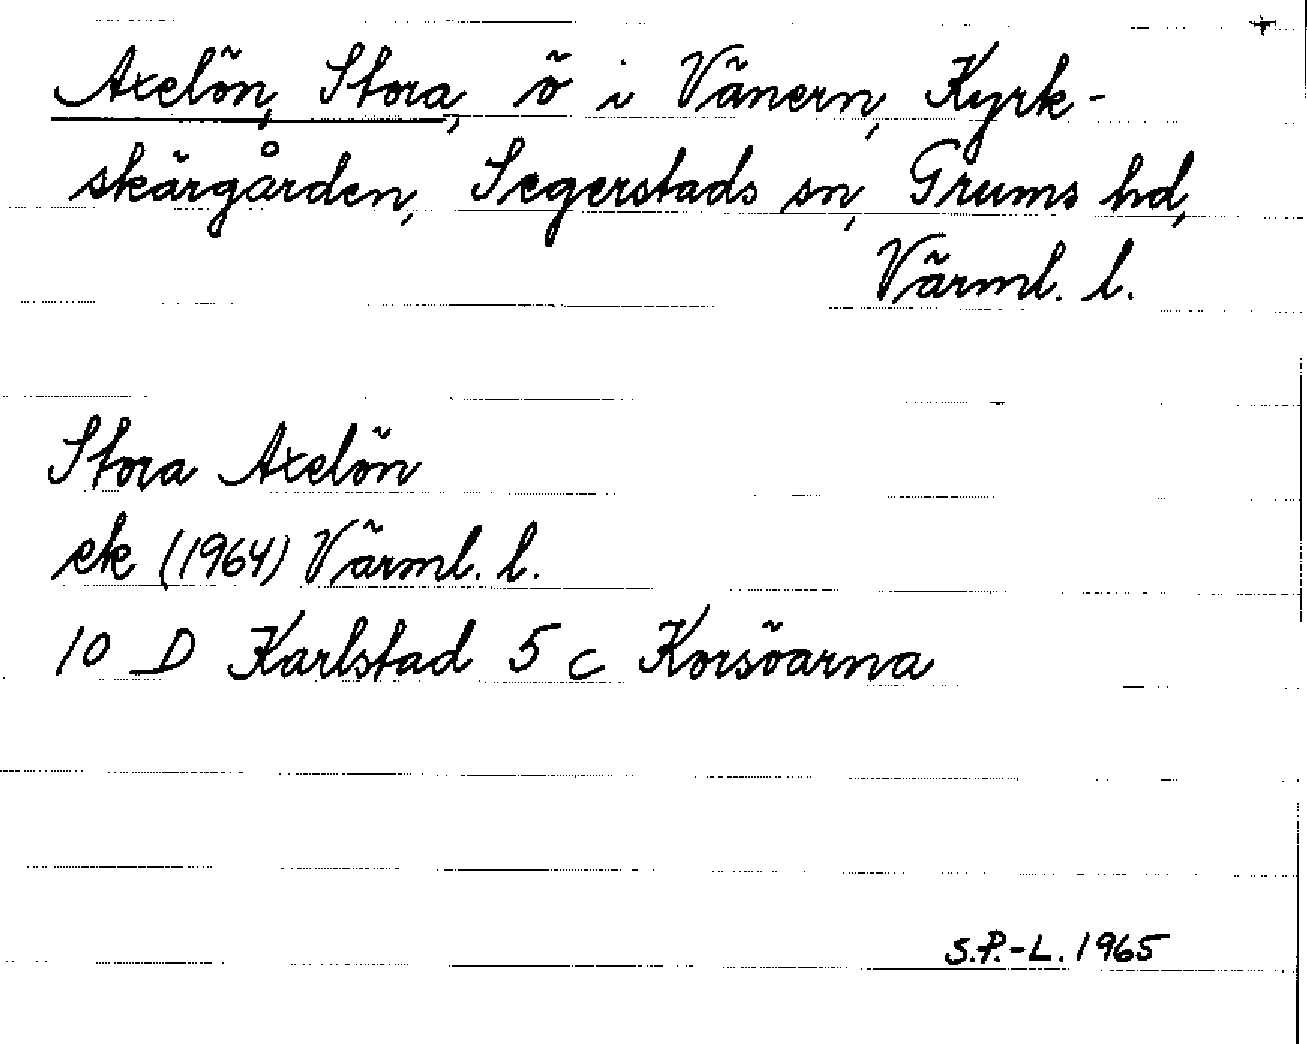 Axelön, Stora, ö i Vänern, Kyrk-
skärgården, Segerstads sn, Grums hd,
Värml. l.
Stora Axelön
ek (1964) Värml. l.
10 D Karlstad 5 c Korsöarna
S.P.-L. 1965